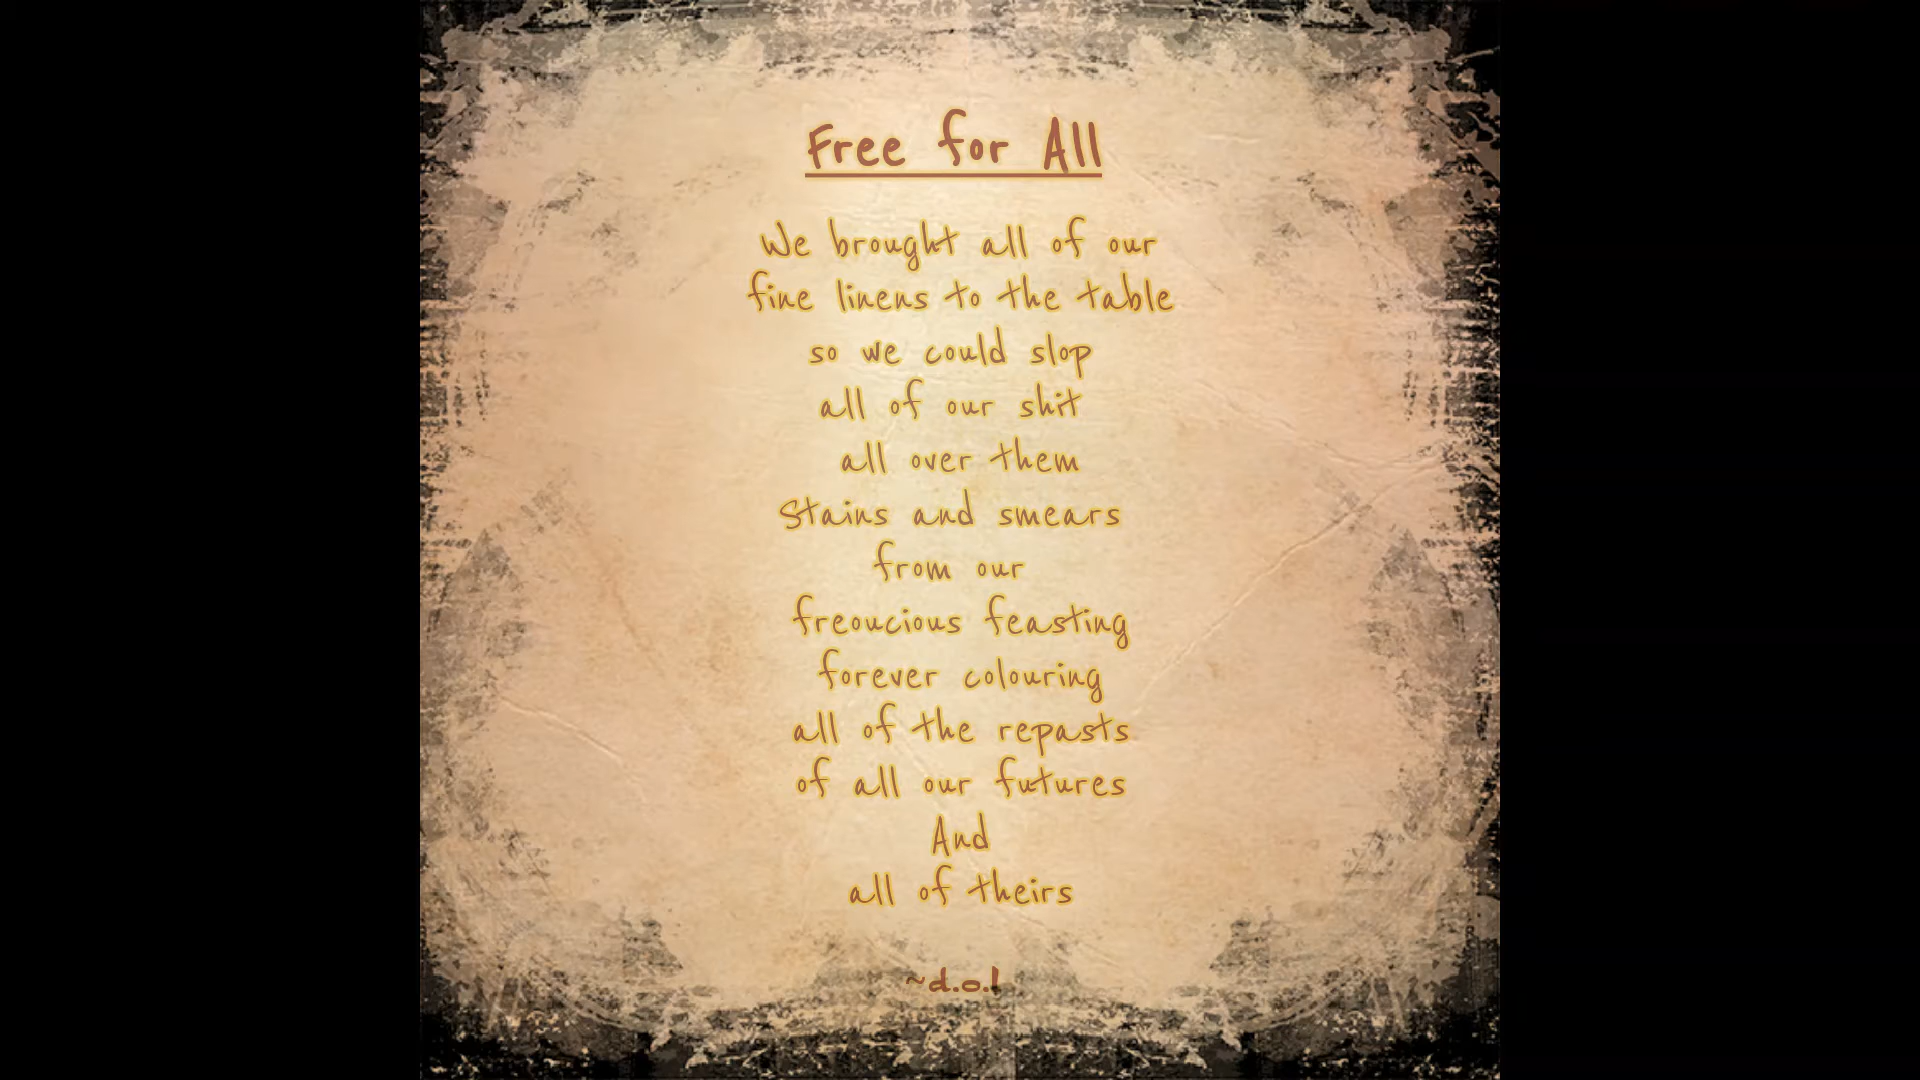 Free for All
We brought all of our
fine linens to the table
so we could slop
all of our shit
all over them
Stains and smears
from our
freoucious feasting
forever colouring
all of the repasts
of all our futures
And
all of theirs
~d.o.l